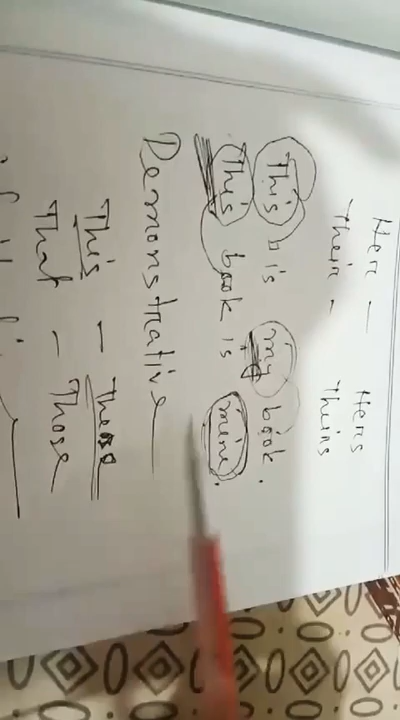 Her — Hers
Their – Theirs
This is my book.
This book is mine.
Demonstrative
This – These
That – Those